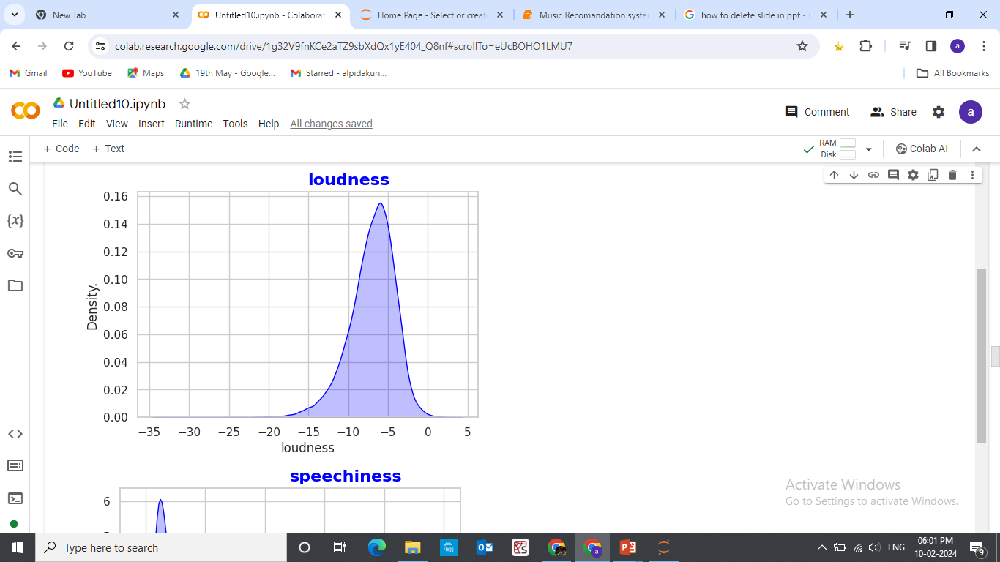 New Tab
Untitled10.ipynb - Colaborat
Home Page - Select or creat
Music Recomandation syste
how to delete slide in ppt -
colab.research.google.com/drive/1g32V9fnKCe2aTZ9sbXdQx1yE404_Q8nf#scrollTo=eUcBOHO1LMU7
a
Gmail
YouTube
Maps
19th May - Google...
Starred - alpidakuri...
All Bookmarks
Untitled10.ipynb
File Edit View Insert Runtime Tools Help All changes saved
Comment
Share
a
+ Code + Text
RAM
Disk
Colab AI
loudness
0.16
0.14
0.12
0.10
0.08
0.06
0.04
0.02
0.00
Density.
−35 −30 −25 −20 −15 −10 −5 0 5
loudness
speechiness
6
{x}
Activate Windows
Go to Settings to activate Windows.
Type here to search
ENG
06:01 PM
10-02-2024
9